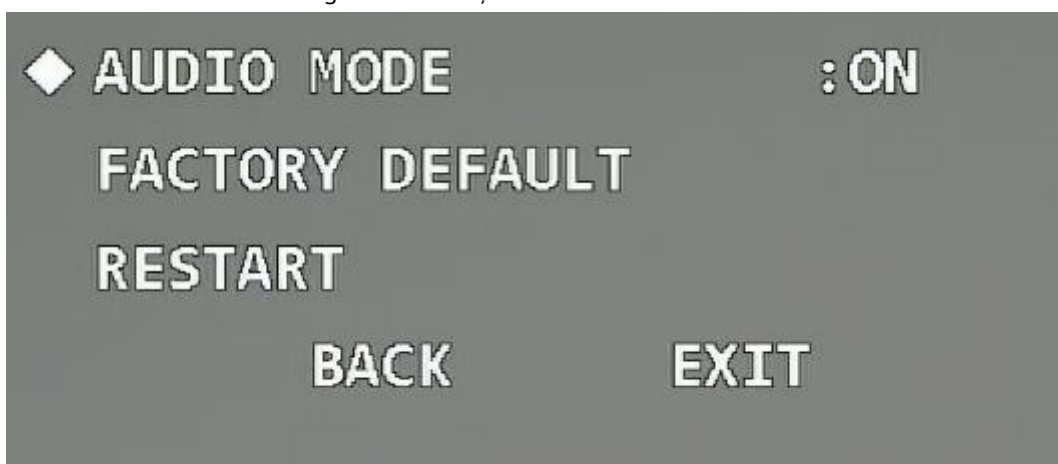 ◆ AUDIO MODE :ON
FACTORY DEFAULT
RESTART
BACK EXIT